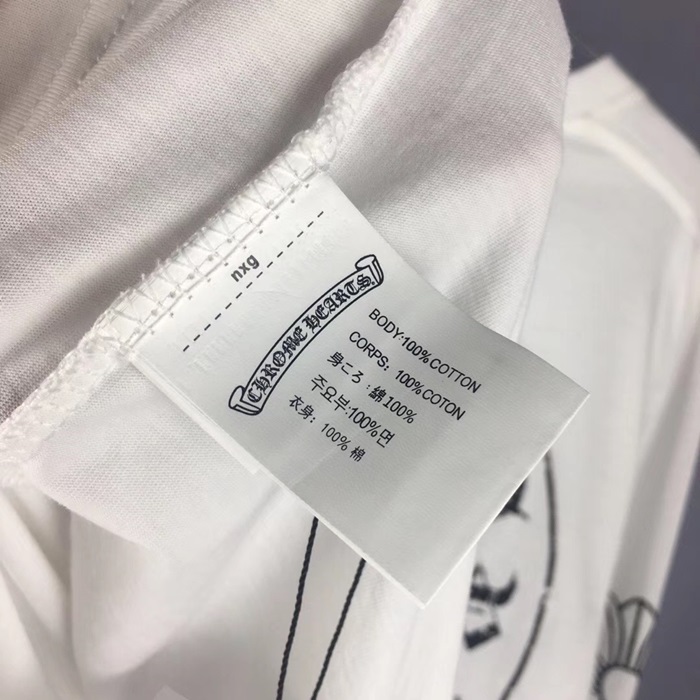 nxg
CHROME HEARTS
BODY:100% COTTON
CORPS: 100% COTON
身ごろ:綿100%
주요부:100%면
衣身: 100% 棉